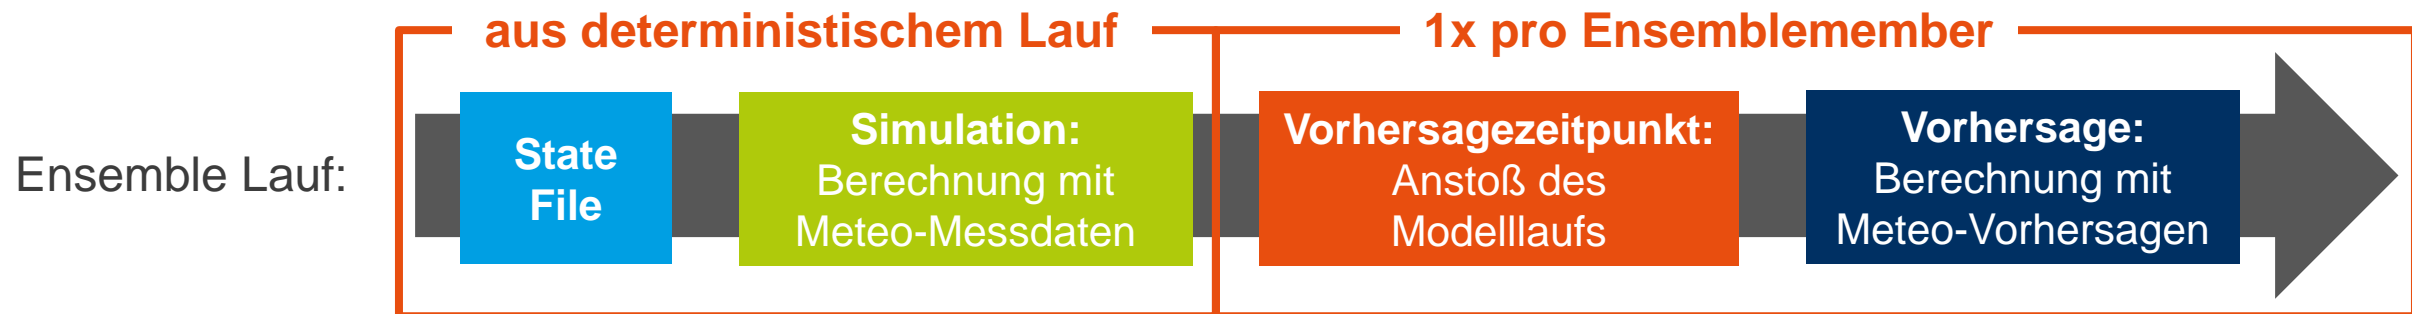 aus deterministischem Lauf
1x pro Ensemblemember
Ensemble Lauf:
State
File
Simulation:
Berechnung mit
Meteo-Messdaten
Vorhersagezeitpunkt:
Anstoß des
Modelllaufs
Vorhersage:
Berechnung mit
Meteo-Vorhersagen